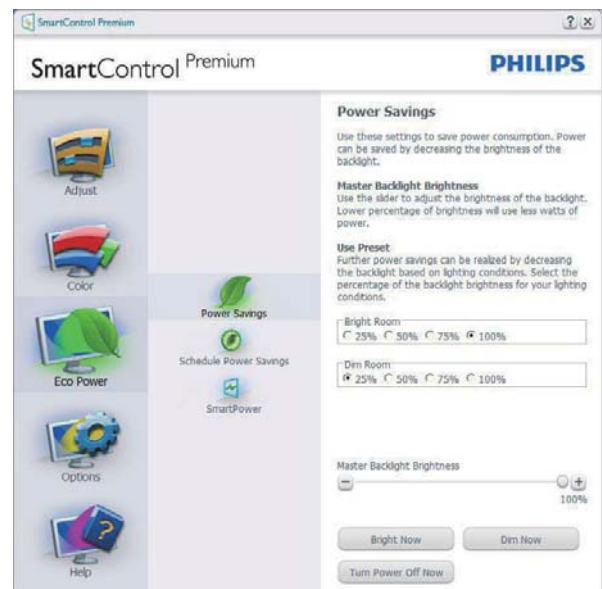 SmartControl Premium
? x
SmartControl Premium
PHILIPS
Adjust
Color
Eco Power
Options
Help
Power Savings
Schedule Power Savings
SmartPower
Power Savings
Use these settings to save power consumption. Power
can be saved by decreasing the brightness of the
backlight.
Master Backlight Brightness
Use the slider to adjust the brightness of the backlight.
Lower percentage of brightness will use less watts of
power.
Use Preset
Further power savings can be realized by decreasing
the backlight based on lighting conditions. Select the
percentage of the backlight brightness for your lighting
conditions.
Bright Room
25% 50% 75% 100%
Dim Room
25% 50% 75% 100%
Master Backlight Brightness
100%
Bright Now
Dim Now
Turn Power Off Now